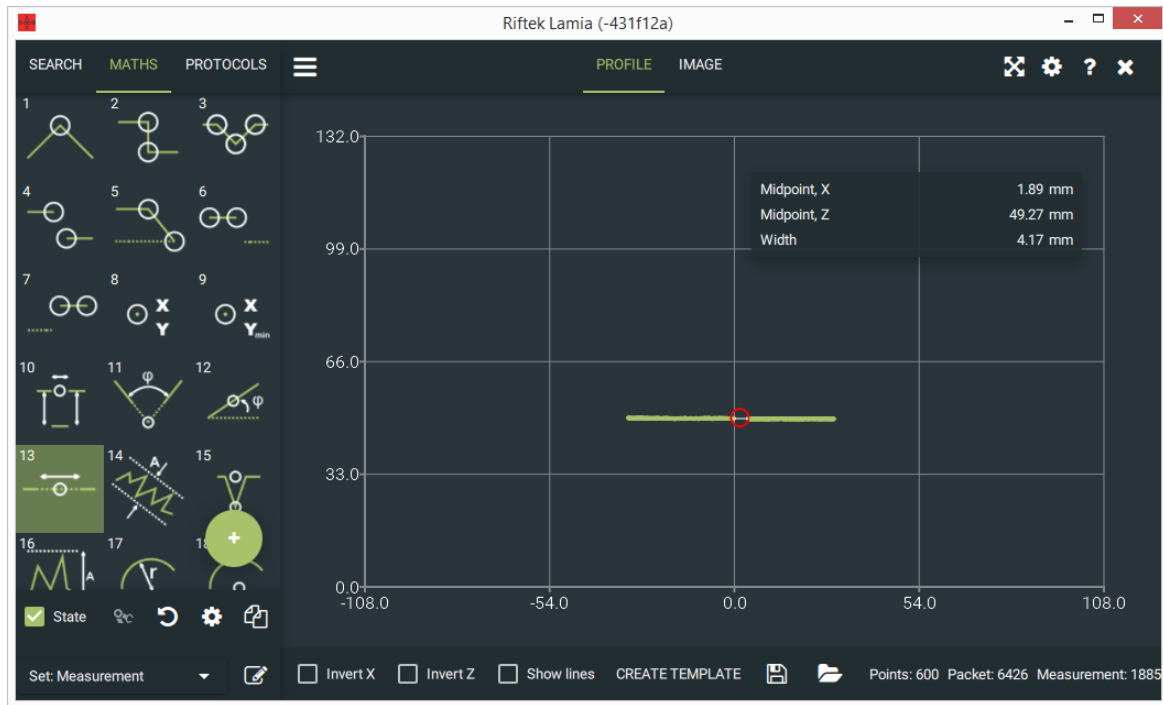 Riftek Lamia (-431f12a)
SEARCH MATHS PROTOCOLS
PROFILE IMAGE
?
1 2 3
4 5 6
7 8 9
X
Y
X
Ymin
10 11 12
φ
φ
13 14 15
A
16 17 18
A
r
+
State
Set: Measurement
132.0
99.0
66.0
33.0
0.0
-108.0 -54.0 0.0 54.0 108.0
Midpoint, X 1.89 mm
Midpoint, Z 49.27 mm
Width 4.17 mm
Invert X Invert Z Show lines CREATE TEMPLATE Points: 600 Packet: 6426 Measurement: 1885